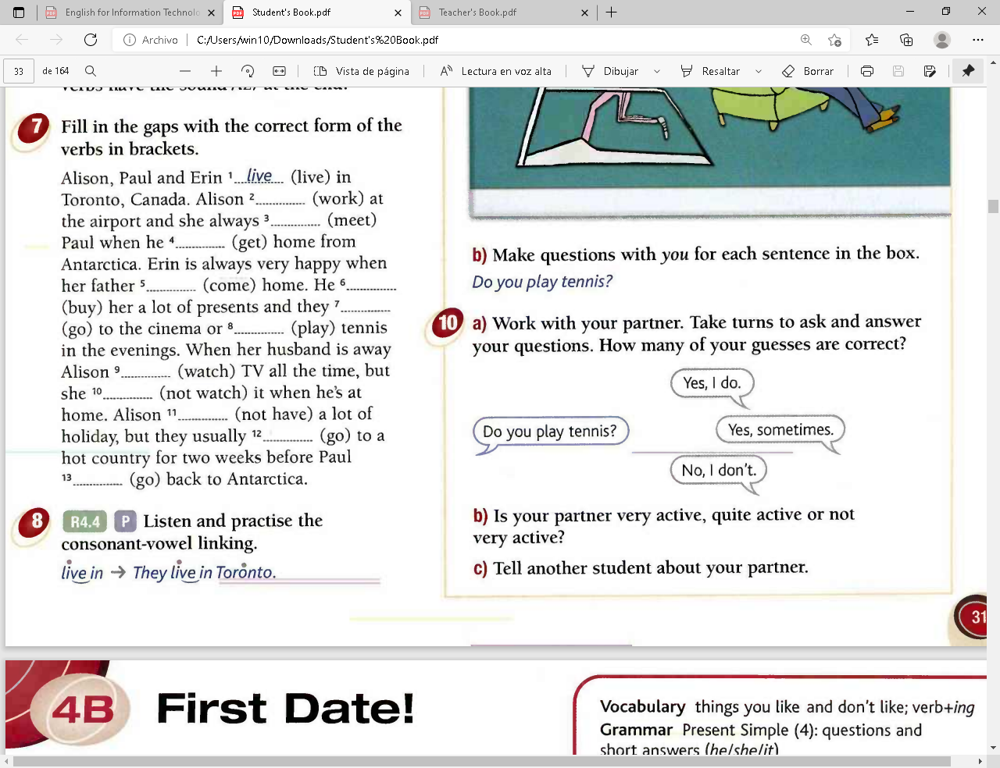 English for Information Technolo
Student's Book.pdf
Teacher's Book.pdf
Archivo
C:/Users/win10/Downloads/Student's%20Book.pdf
33
de 164
Vista de página
Lectura en voz alta
Dibujar
Resaltar
Borrar
verbs have the sound /ɪz/ at the end?
7 Fill in the gaps with the correct form of the
verbs in brackets.
Alison, Paul and Erin ¹ live (live) in
Toronto, Canada. Alison ²............ (work) at
the airport and she always ³............ (meet)
Paul when he ⁴............ (get) home from
Antarctica. Erin is always very happy when
her father ⁵............ (come) home. He ⁶............
(buy) her a lot of presents and they ⁷............
(go) to the cinema or ⁸............ (play) tennis
in the evenings. When her husband is away
Alison ⁹............ (watch) TV all the time, but
she ¹⁰............ (not watch) it when he's at
home. Alison ¹¹............ (not have) a lot of
holiday, but they usually ¹²............ (go) to a
hot country for two weeks before Paul
¹³............ (go) back to Antarctica.
8 R4.4 P Listen and practise the
consonant-vowel linking.
live in → They live in Toronto.
b) Make questions with you for each sentence in the box.
Do you play tennis?
10 a) Work with your partner. Take turns to ask and answer
your questions. How many of your guesses are correct?
Yes, I do.
Do you play tennis?
Yes, sometimes.
No, I don't.
b) Is your partner very active, quite active or not
very active?
c) Tell another student about your partner.
31
4B First Date!
Vocabulary things you like and don't like; verb+ing
Grammar Present Simple (4): questions and
short answers (he/she/it)